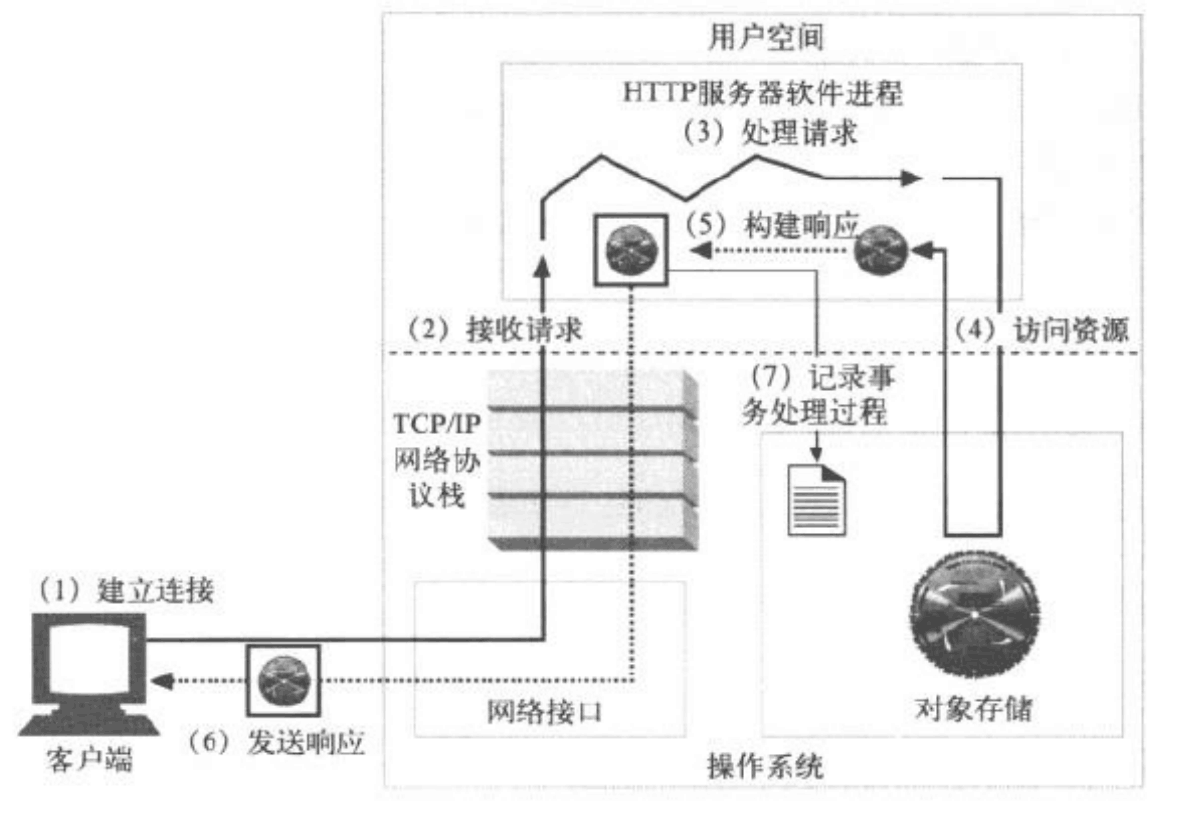 用户空间
HTTP服务器软件进程
（3）处理请求
（5）构建响应
（2）接收请求
（4）访问资源
（7）记录事
务处理过程
TCP/IP
网络协
议栈
（1）建立连接
网络接口
对象存储
（6）发送响应
客户端
操作系统